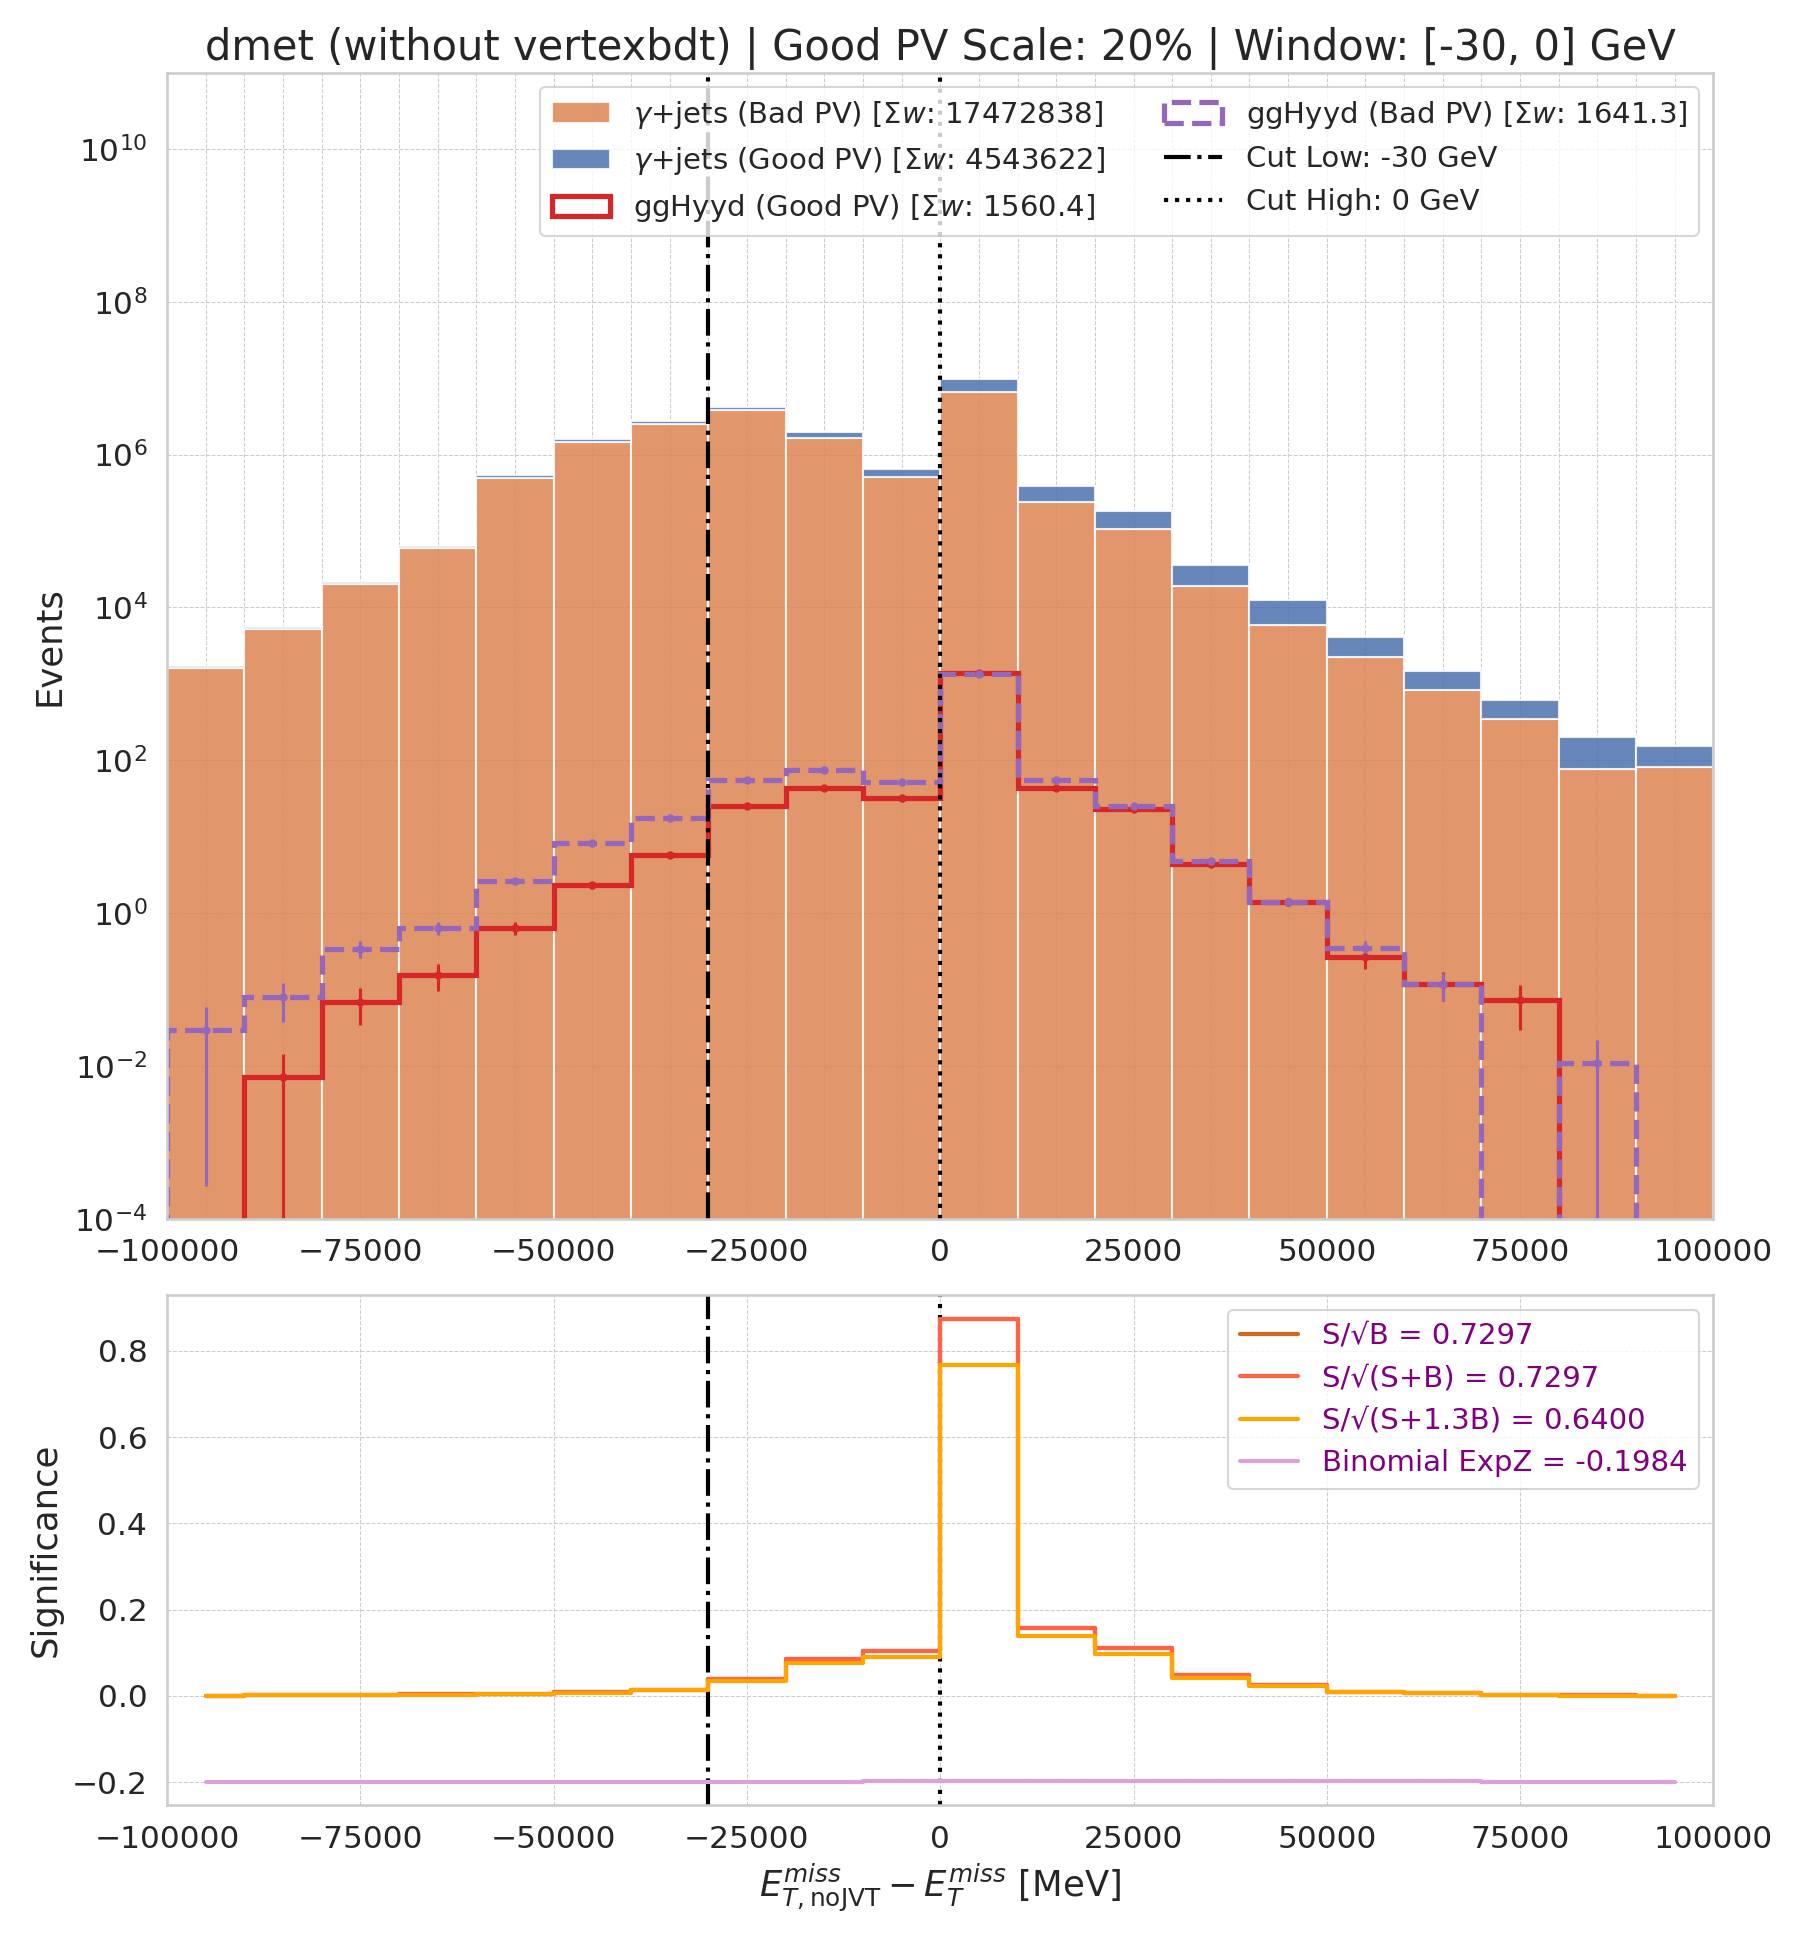 dmet (without vertexbdt) | Good PV Scale: 20% | Window: [-30, 0] GeV
γ+jets (Bad PV) [Σw: 17472838]
γ+jets (Good PV) [Σw: 4543622]
ggHyyd (Good PV) [Σw: 1560.4]
ggHyyd (Bad PV) [Σw: 1641.3]
Cut Low: -30 GeV
Cut High: 0 GeV
Events
10^10
10^8
10^6
10^4
10^2
10^0
10^−2
10^−4
−100000 −75000 −50000 −25000 0 25000 50000 75000 100000
S/√B = 0.7297
S/√(S+B) = 0.7297
S/√(S+1.3B) = 0.6400
Binomial ExpZ = -0.1984
Significance
0.8
0.6
0.4
0.2
0.0
−0.2
−100000 −75000 −50000 −25000 0 25000 50000 75000 100000
E_{T, noJVT}^{miss} − E_T^{miss} [MeV]